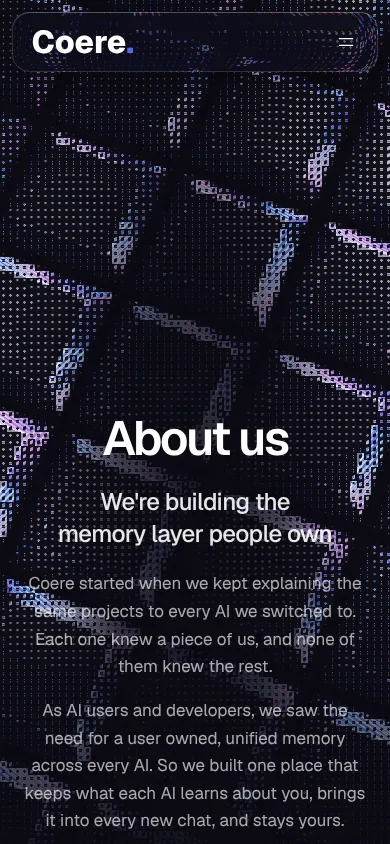 Coere.
About us
We're building the
memory layer people own
Coere started when we kept explaining the
same projects to every AI we switched to.
Each one knew a piece of us, and none of
them knew the rest.
As AI users and developers, we saw the
need for a user owned, unified memory
across every AI. So we built one place that
keeps what each AI learns about you, brings
it into every new chat, and stays yours.